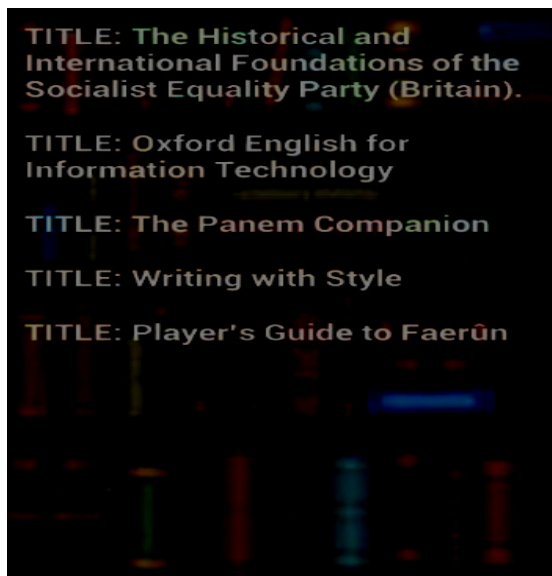 TITLE: The Historical and
International Foundations of the
Socialist Equality Party (Britain).
TITLE: Oxford English for
Information Technology
TITLE: The Panem Companion
TITLE: Writing with Style
TITLE: Player's Guide to Faerûn